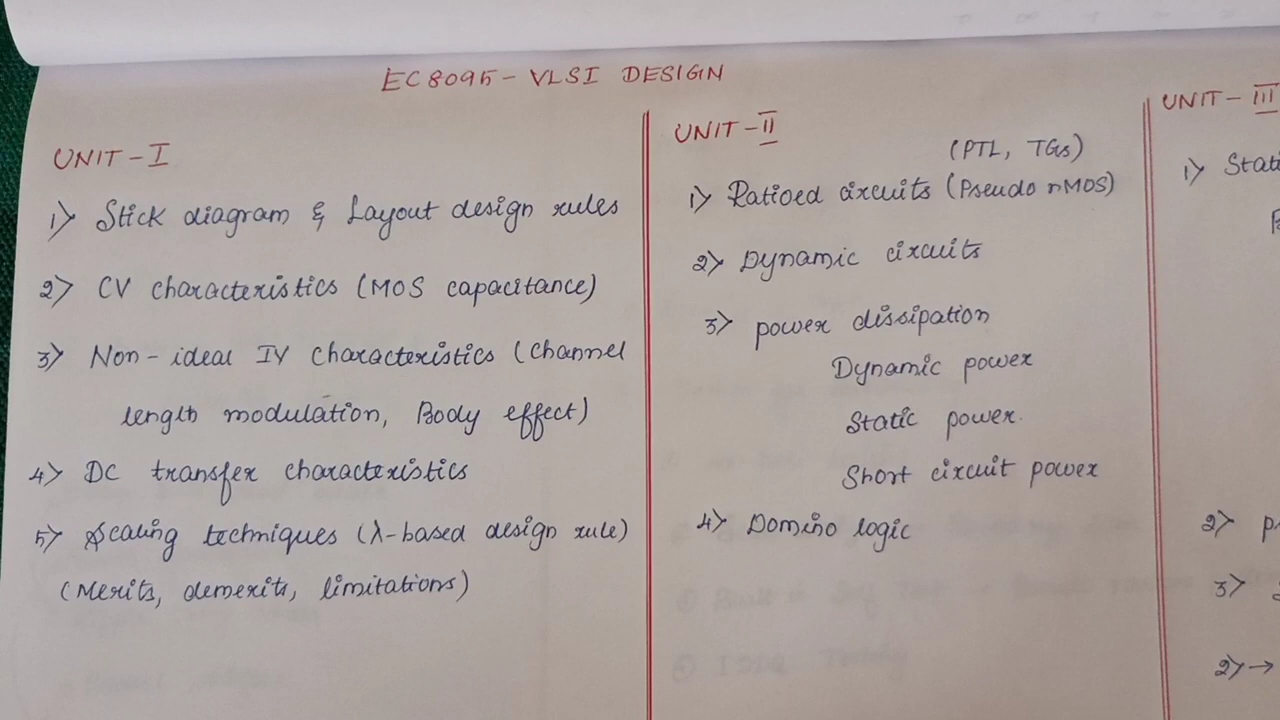 EC8095 - VLSI DESIGN
UNIT - I
1) Stick diagram & Layout design rules
2) CV characteristics (MOS capacitance)
3) Non-ideal IV characteristics (channel
length modulation, Body effect)
4) DC transfer characteristics
5) Scaling techniques (λ-based design rule)
(Merits, demerits, limitations)
UNIT - II
(PTL, TGs)
1) Ratioed circuits (Pseudo nMOS)
2) Dynamic circuits
3) power dissipation
Dynamic power
Static power.
Short circuit power
4) Domino logic
UNIT - III
1)
2)
3)
2) →